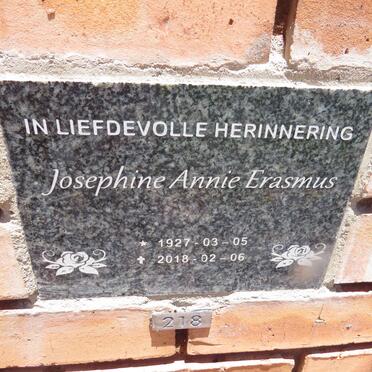 IN LIEFDEVOLLE HERINNERING
Josephine Annie Erasmus
★ 1927 - 03 - 05
✝ 2018 - 02 - 06
218